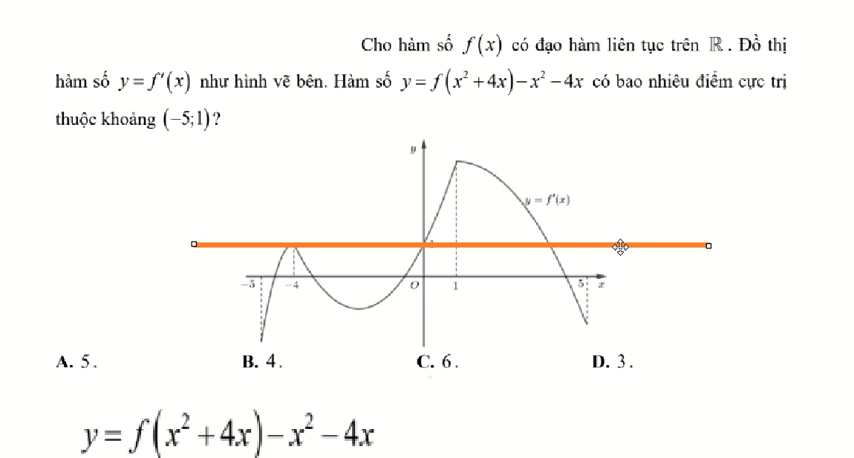 Cho hàm số f(x) có đạo hàm liên tục trên ℝ. Đồ thị
hàm số y = f′(x) như hình vẽ bên. Hàm số y = f(x² + 4x) − x² − 4x có bao nhiêu điểm cực trị
thuộc khoảng (−5;1)?
y
y = f′(x)
−5 −4 O 1 5 x
A. 5. B. 4. C. 6. D. 3.
y = f(x² + 4x) − x² − 4x